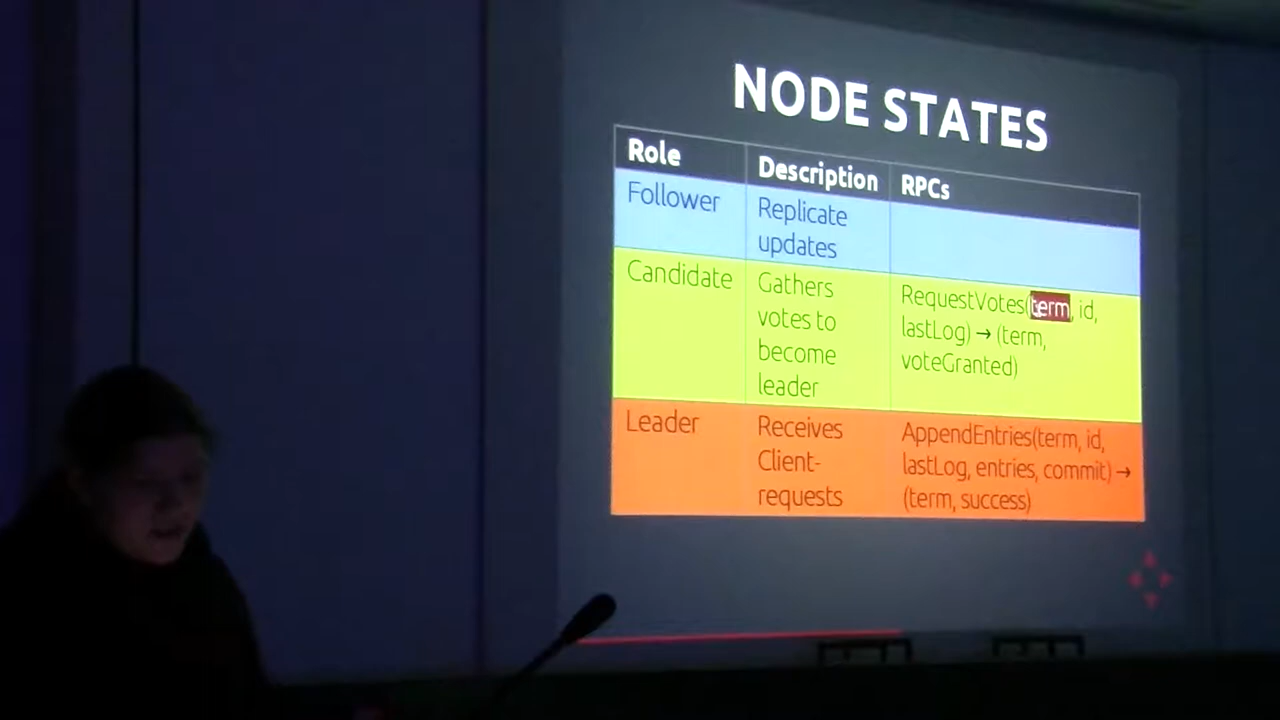 NODE STATES
Role
Description
RPCs
Follower
Replicate
updates
Candidate
Gathers
votes to
become
leader
RequestVotes(term, id,
lastLog) → (term,
voteGranted)
Leader
Receives
Client-
requests
AppendEntries(term, id,
lastLog, entries, commit) →
(term, success)